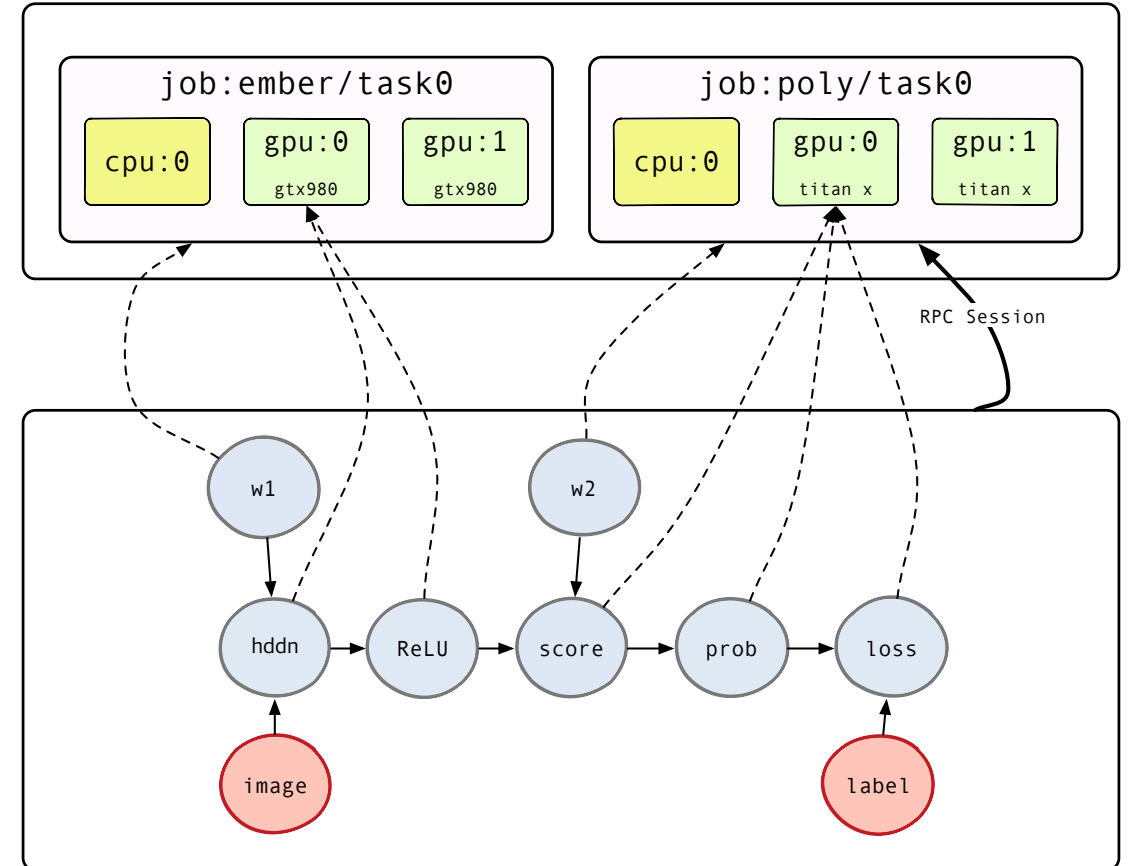 job:ember/task0
cpu:0
gpu:0
gtx980
gpu:1
gtx980
job:poly/task0
cpu:0
gpu:0
titan x
gpu:1
titan x
RPC Session
w1
w2
hddn
ReLU
score
prob
loss
image
label